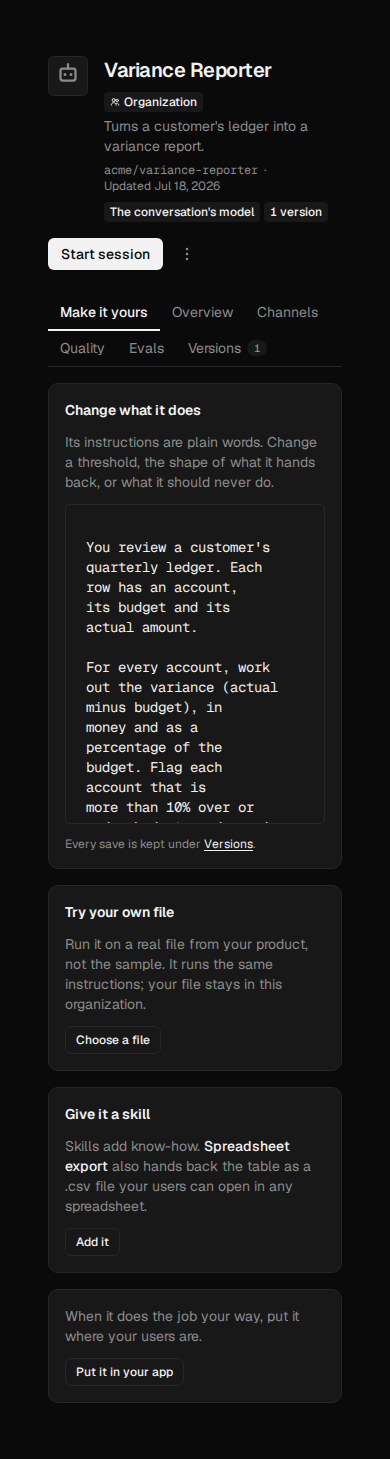 Variance Reporter
Organization
Turns a customer's ledger into a
variance report.
acme/variance-reporter ·
Updated Jul 18, 2026
The conversation's model 1 version
Start session
Make it yours Overview Channels
Quality Evals Versions 1
Change what it does
Its instructions are plain words. Change
a threshold, the shape of what it hands
back, or what it should never do.
You review a customer's
quarterly ledger. Each
row has an account,
its budget and its
actual amount.
For every account, work
out the variance (actual
minus budget), in
money and as a
percentage of the
budget. Flag each
account that is
more than 10% over or
Every save is kept under Versions.
Try your own file
Run it on a real file from your product,
not the sample. It runs the same
instructions; your file stays in this
organization.
Choose a file
Give it a skill
Skills add know-how. Spreadsheet
export also hands back the table as a
.csv file your users can open in any
spreadsheet.
Add it
When it does the job your way, put it
where your users are.
Put it in your app